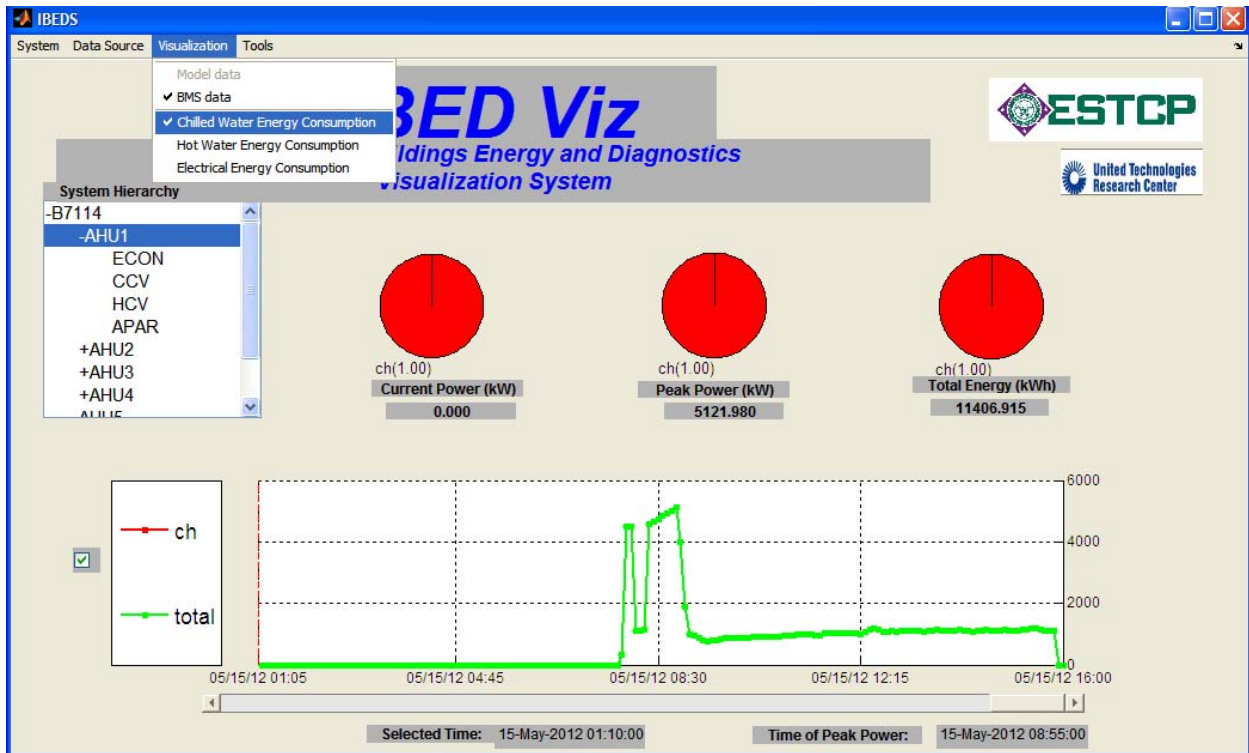 IBEDS
System Data Source Visualization Tools
Model data
BMS data
Chilled Water Energy Consumption
Hot Water Energy Consumption
Electrical Energy Consumption
BED Viz
ildings Energy and Diagnostics
Visualization System
ESTCP
United Technologies
Research Center
System Hierarchy
-B7114
-AHU1
ECON
CCV
HCV
APAR
+AHU2
+AHU3
+AHU4
AHU5
ch(1.00)
Current Power (kW)
0.000
ch(1.00)
Peak Power (kW)
5121.980
ch(1.00)
Total Energy (kWh)
11406.915
ch
total
6000
4000
2000
0
05/15/12 01:05 05/15/12 04:45 05/15/12 08:30 05/15/12 12:15 05/15/12 16:00
Selected Time: 15-May-2012 01:10:00 Time of Peak Power: 15-May-2012 08:55:00